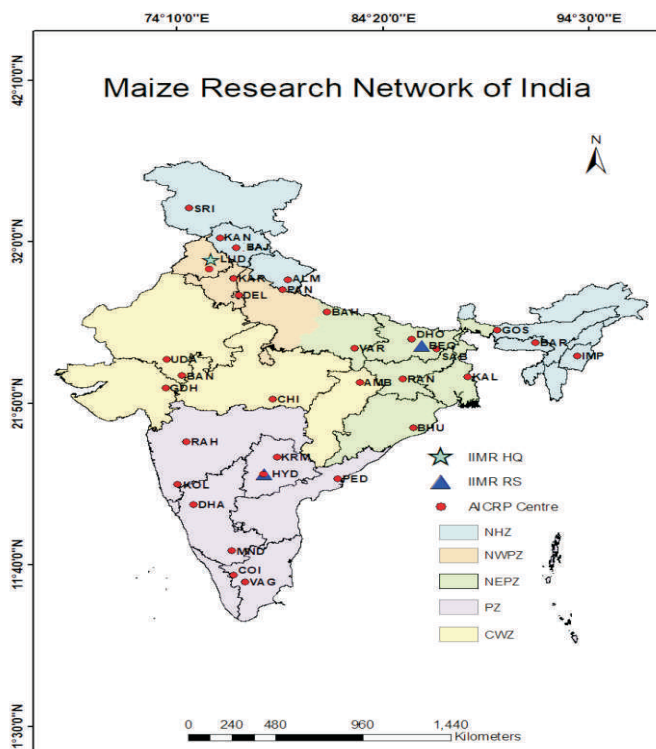 74°10'0"E 84°20'0"E 94°30'0"E
42°10'0"N
Maize Research Network of India
N
SRI
32°0'0"N
KAN
BAJ
LHD
KAR
ALM
PAN
DEL
BAH
DHO
GOS
BEG
BAR
VAR
SAB
IMP
UDA
BAN
AMB
RAN
KAL
GDH
21°50'0"N
CHI
BHU
RAH
KRM
IIMR HQ
HYD
PED
IIMR RS
KOL
DHA
AICRP Centre
NHZ
NWPZ
MND
11°40'0"N
COI
NEPZ
VAG
PZ
CWZ
1°30'0"N
0 240 480 960 1,440
Kilometers